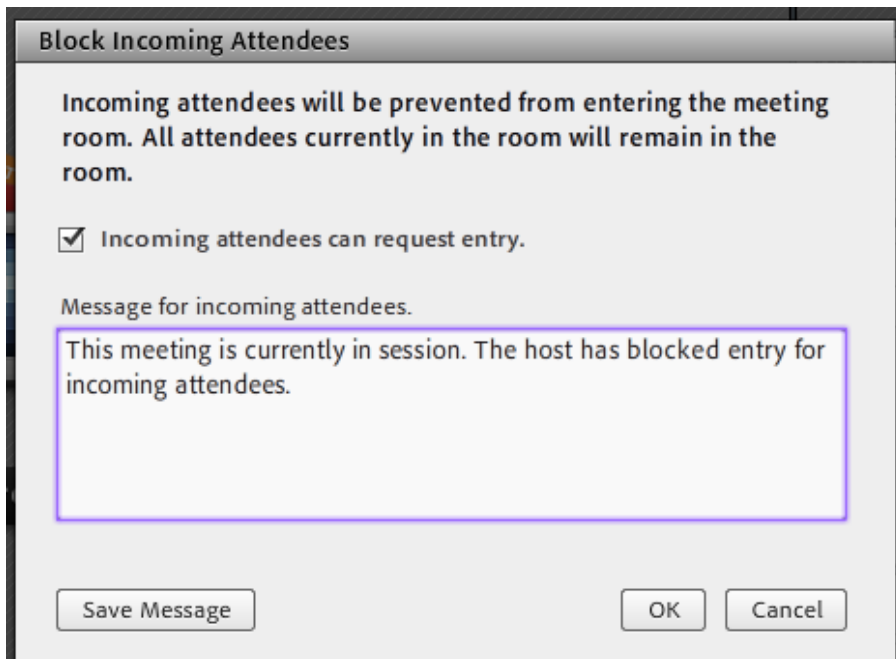 Block Incoming Attendees
Incoming attendees will be prevented from entering the meeting
room. All attendees currently in the room will remain in the
room.
Incoming attendees can request entry.
Message for incoming attendees.
This meeting is currently in session. The host has blocked entry for
incoming attendees.
Save Message
OK
Cancel